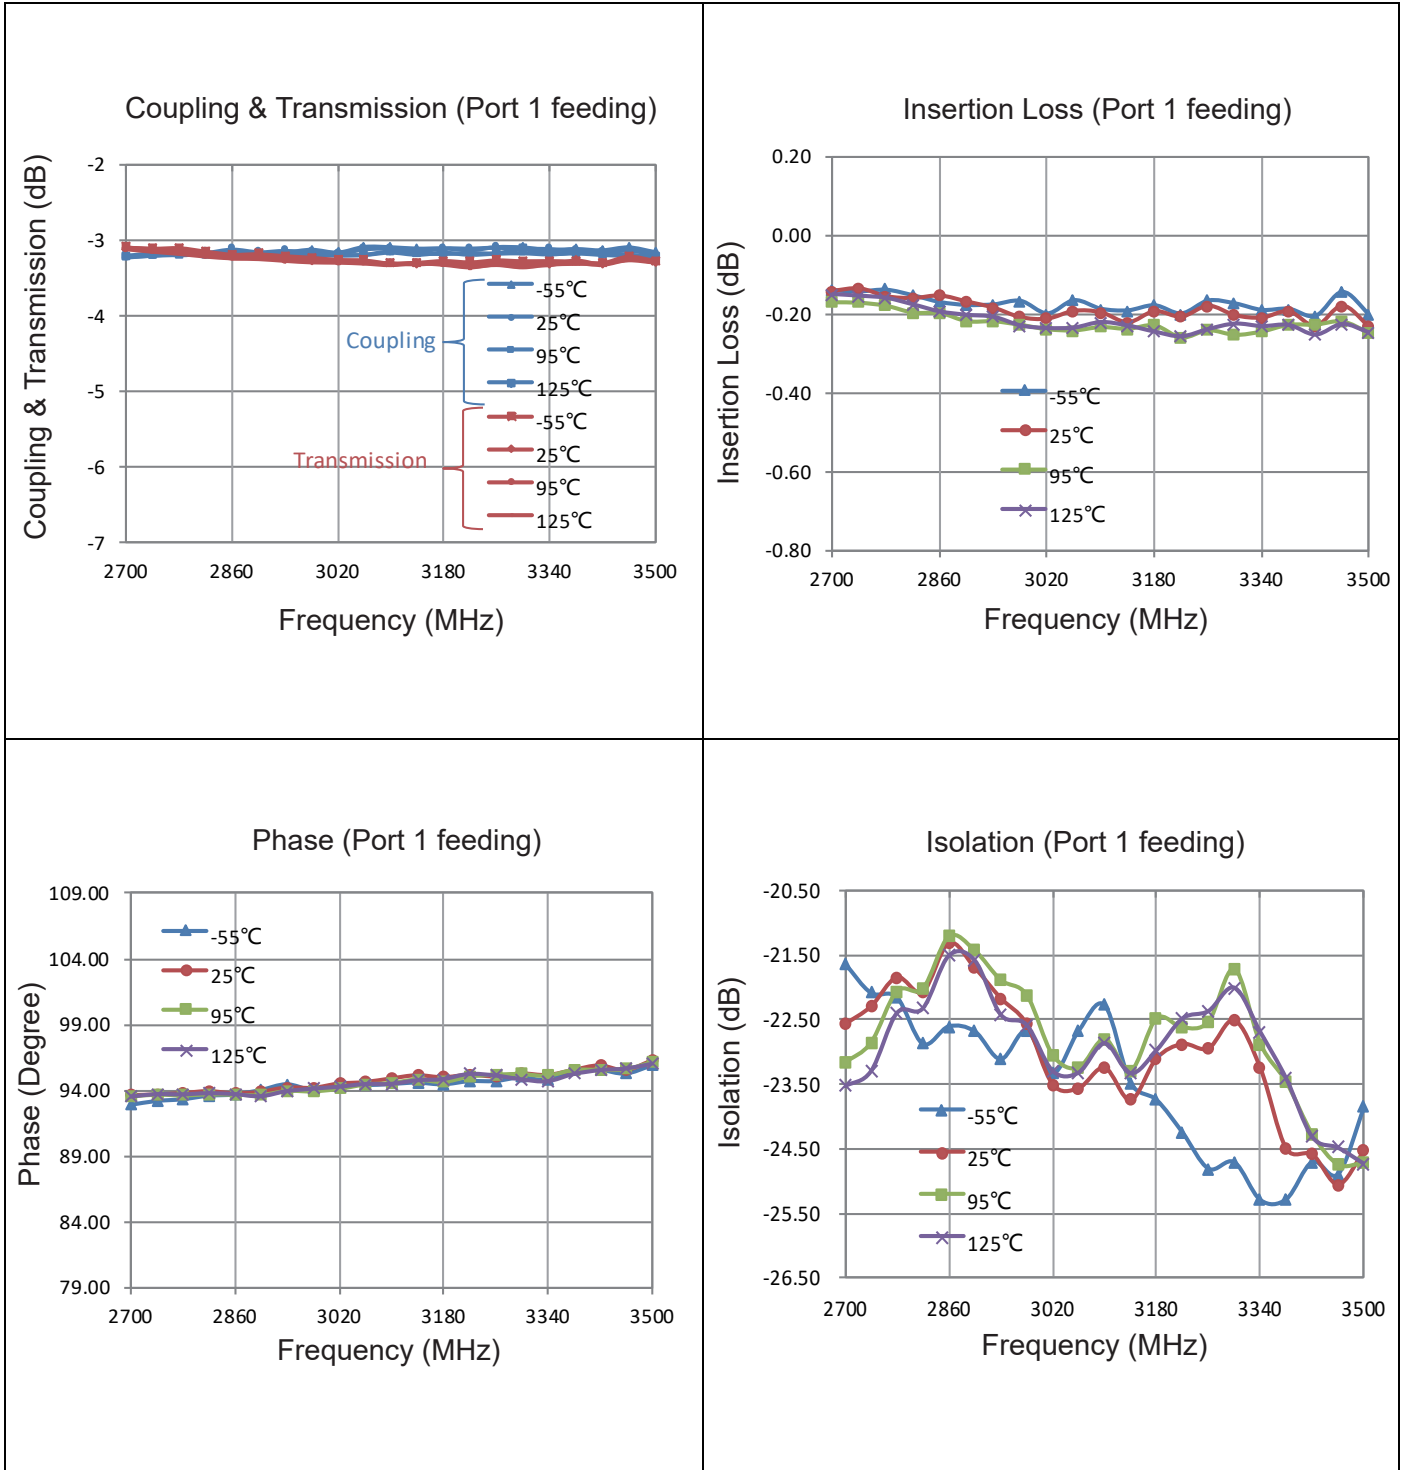 Coupling & Transmission (Port 1 feeding)
Coupling & Transmission (dB)
-2
-3
-4
-5
-6
-7
-55℃
25℃
95℃
125℃
Coupling
-55℃
25℃
95℃
125℃
Transmission
2700 2860 3020 3180 3340 3500
Frequency (MHz)
Insertion Loss (Port 1 feeding)
Insertion Loss (dB)
0.20
0.00
-0.20
-0.40
-0.60
-0.80
-55℃
25℃
95℃
125℃
2700 2860 3020 3180 3340 3500
Frequency (MHz)
Phase (Port 1 feeding)
Phase (Degree)
109.00
104.00
99.00
94.00
89.00
84.00
79.00
-55℃
25℃
95℃
125℃
2700 2860 3020 3180 3340 3500
Frequency (MHz)
Isolation (Port 1 feeding)
Isolation (dB)
-20.50
-21.50
-22.50
-23.50
-24.50
-25.50
-26.50
-55℃
25℃
95℃
125℃
2700 2860 3020 3180 3340 3500
Frequency (MHz)